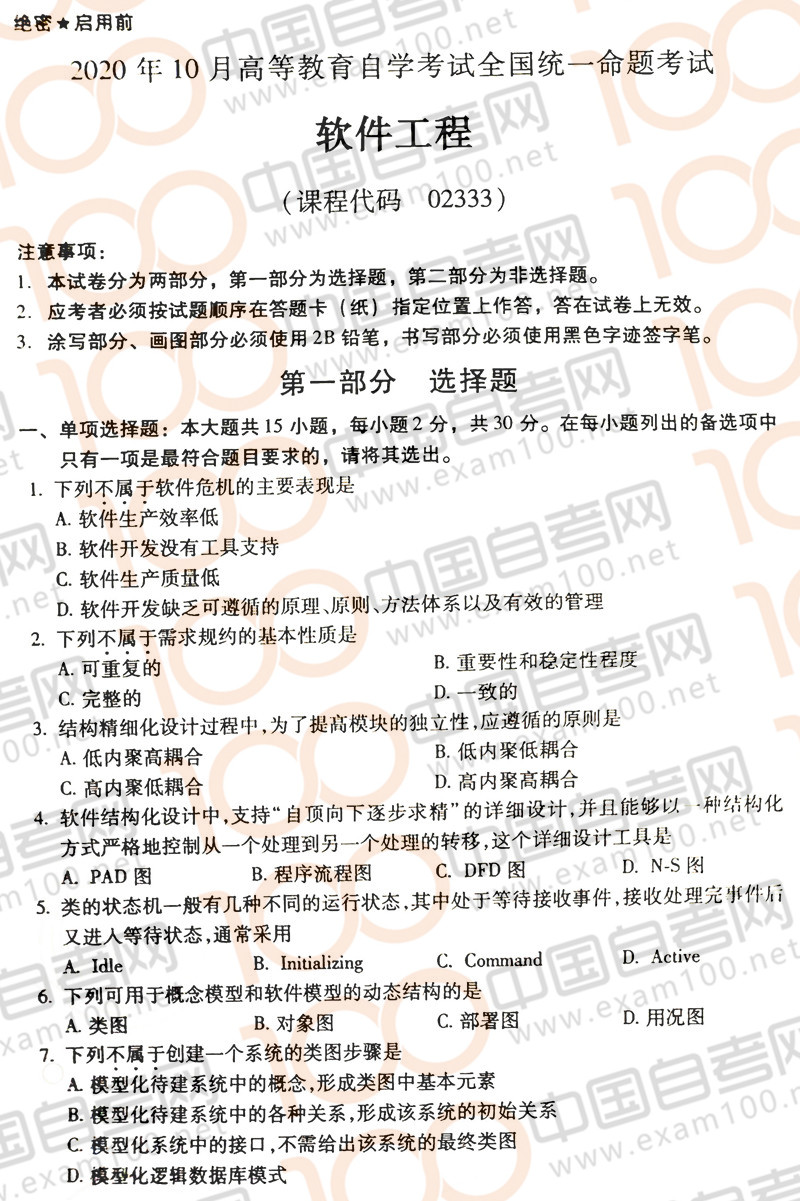 绝密★启用前
2020 年 10 月高等教育自学考试全国统一命题考试
软件工程
(课程代码 02333)
注意事项：
1. 本试卷分为两部分，第一部分为选择题，第二部分为非选择题。
2. 应考者必须按试题顺序在答题卡（纸）指定位置上作答，答在试卷上无效。
3. 涂写部分、画图部分必须使用 2B 铅笔，书写部分必须使用黑色字迹签字笔。
第一部分 选择题
一、单项选择题：本大题共 15 小题，每小题 2 分，共 30 分。在每小题列出的备选项中
只有一项是最符合题目要求的，请将其选出。
1. 下列不属于软件危机的主要表现是
A. 软件生产效率低
B. 软件开发没有工具支持
C. 软件生产质量低
D. 软件开发缺乏可遵循的原理、原则、方法体系以及有效的管理
2. 下列不属于需求规约的基本性质是
A. 可重复的 B. 重要性和稳定性程度
C. 完整的 D. 一致的
3. 结构精细化设计过程中,为了提高模块的独立性,应遵循的原则是
A. 低内聚高耦合 B. 低内聚低耦合
C. 高内聚低耦合 D. 高内聚高耦合
4. 软件结构化设计中,支持“自顶向下逐步求精”的详细设计,并且能够以一种结构化
方式严格地控制从一个处理到另一个处理的转移,这个详细设计工具是
A. PAD 图 B. 程序流程图 C. DFD 图 D. N-S 图
5. 类的状态机一般有几种不同的运行状态,其中处于等待接收事件,接收处理完事件后
又进入等待状态,通常采用
A. Idle B. Initializing C. Command D. Active
6. 下列可用于概念模型和软件模型的动态结构的是
A. 类图 B. 对象图 C. 部署图 D. 用况图
7. 下列不属于创建一个系统的类图步骤是
A. 模型化待建系统中的概念,形成类图中基本元素
B. 模型化待建系统中的各种关系,形成该系统的初始关系
C. 模型化系统中的接口,不需给出该系统的最终类图
D. 模型化逻辑数据库模式
100 中国自考网
www.exam100.net